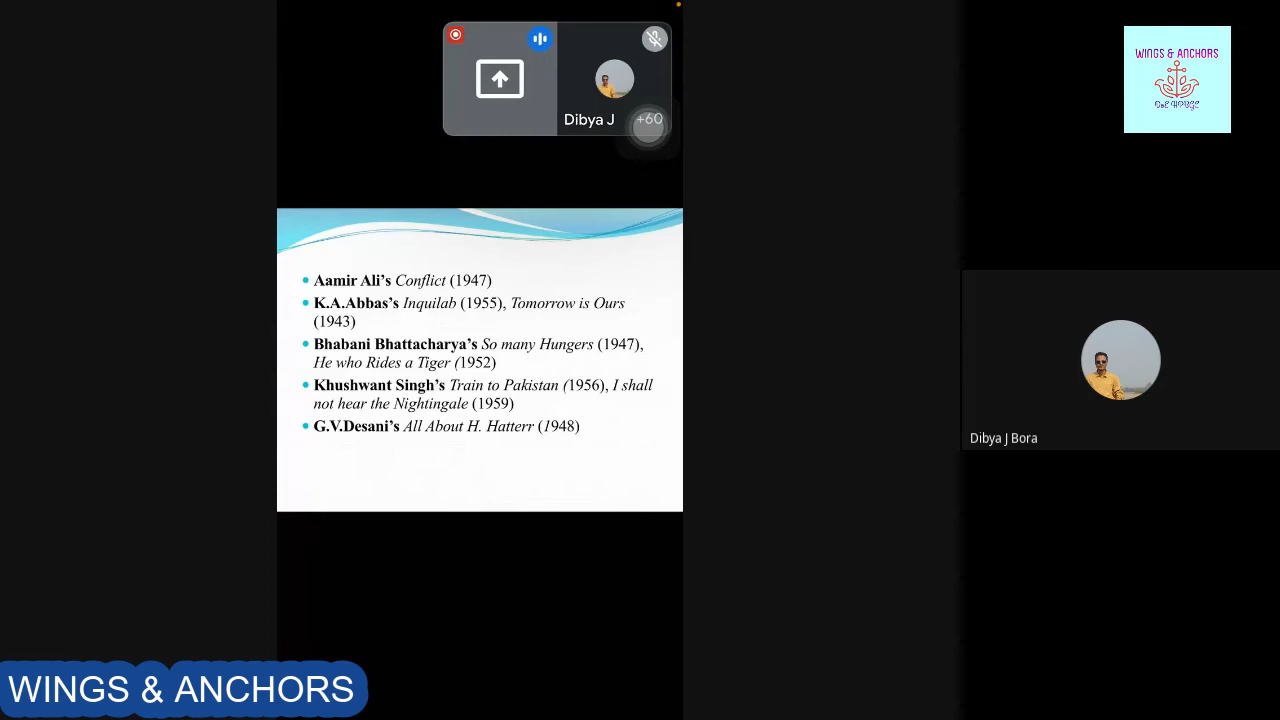 Dibya J
+60
WINGS & ANCHORS
• Aamir Ali’s Conflict (1947)
• K.A.Abbas’s Inquilab (1955), Tomorrow is Ours
(1943)
• Bhabani Bhattacharya’s So many Hungers (1947),
He who Rides a Tiger (1952)
• Khushwant Singh’s Train to Pakistan (1956), I shall
not hear the Nightingale (1959)
• G.V.Desani’s All About H. Hatterr (1948)
Dibya J Bora
WINGS & ANCHORS